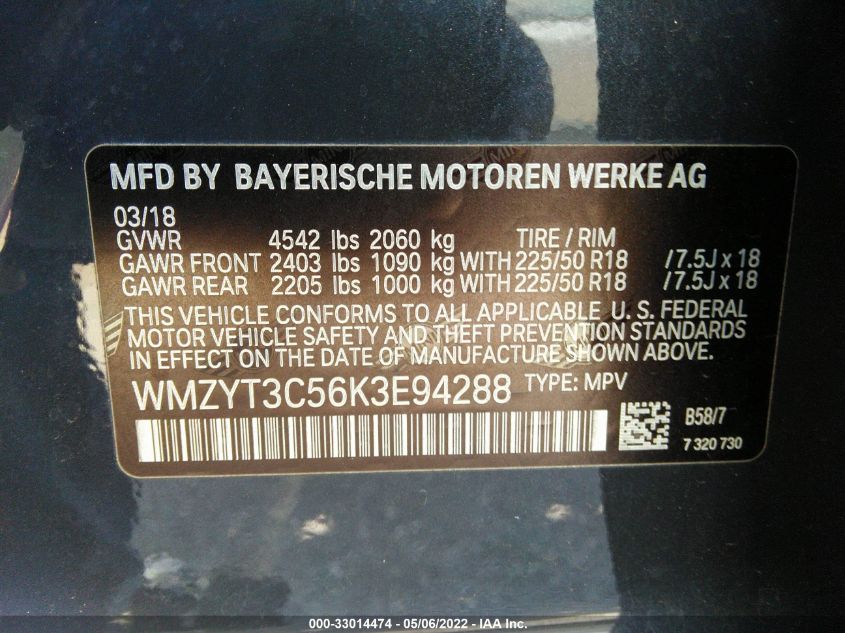 MFD BY BAYERISCHE MOTOREN WERKE AG
03/18
GVWR 4542 lbs 2060 kg TIRE / RIM
GAWR FRONT 2403 lbs 1090 kg WITH 225/50 R18 /7.5J x 18
GAWR REAR 2205 lbs 1000 kg WITH 225/50 R18 /7.5J x 18
THIS VEHICLE CONFORMS TO ALL APPLICABLE U. S. FEDERAL
MOTOR VEHICLE SAFETY AND THEFT PREVENTION STANDARDS
IN EFFECT ON THE DATE OF MANUFACTURE SHOWN ABOVE.
WMZYT3C56K3E94288 TYPE: MPV
B58/7
7 320 730
000-33014474 - 05/06/2022 - IAA Inc.